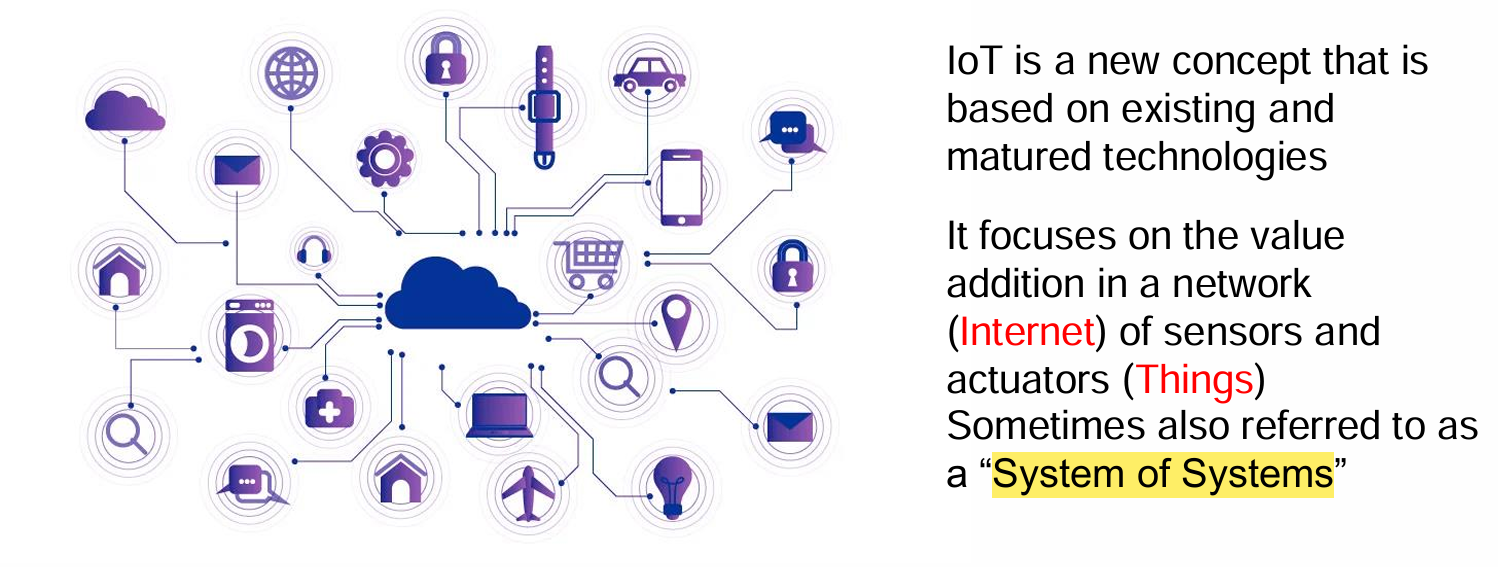 IoT is a new concept that is
based on existing and
matured technologies
It focuses on the value
addition in a network
(Internet) of sensors and
actuators (Things)
Sometimes also referred to as
a “System of Systems”